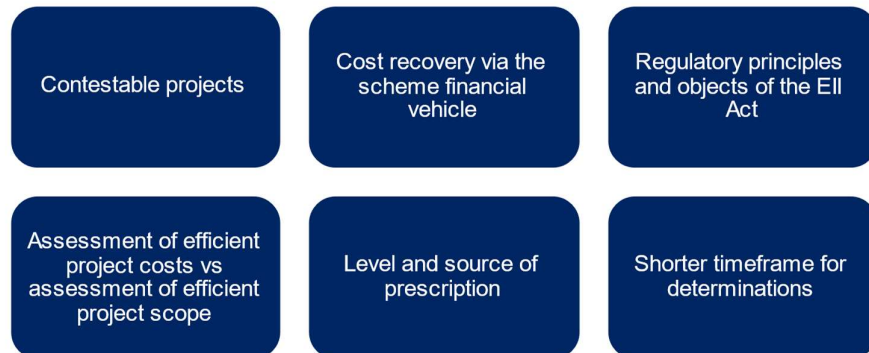 Contestable projects
Cost recovery via the
scheme financial
vehicle
Regulatory principles
and objects of the EII
Act
Assessment of efficient
project costs vs
assessment of efficient
project scope
Level and source of
prescription
Shorter timeframe for
determinations